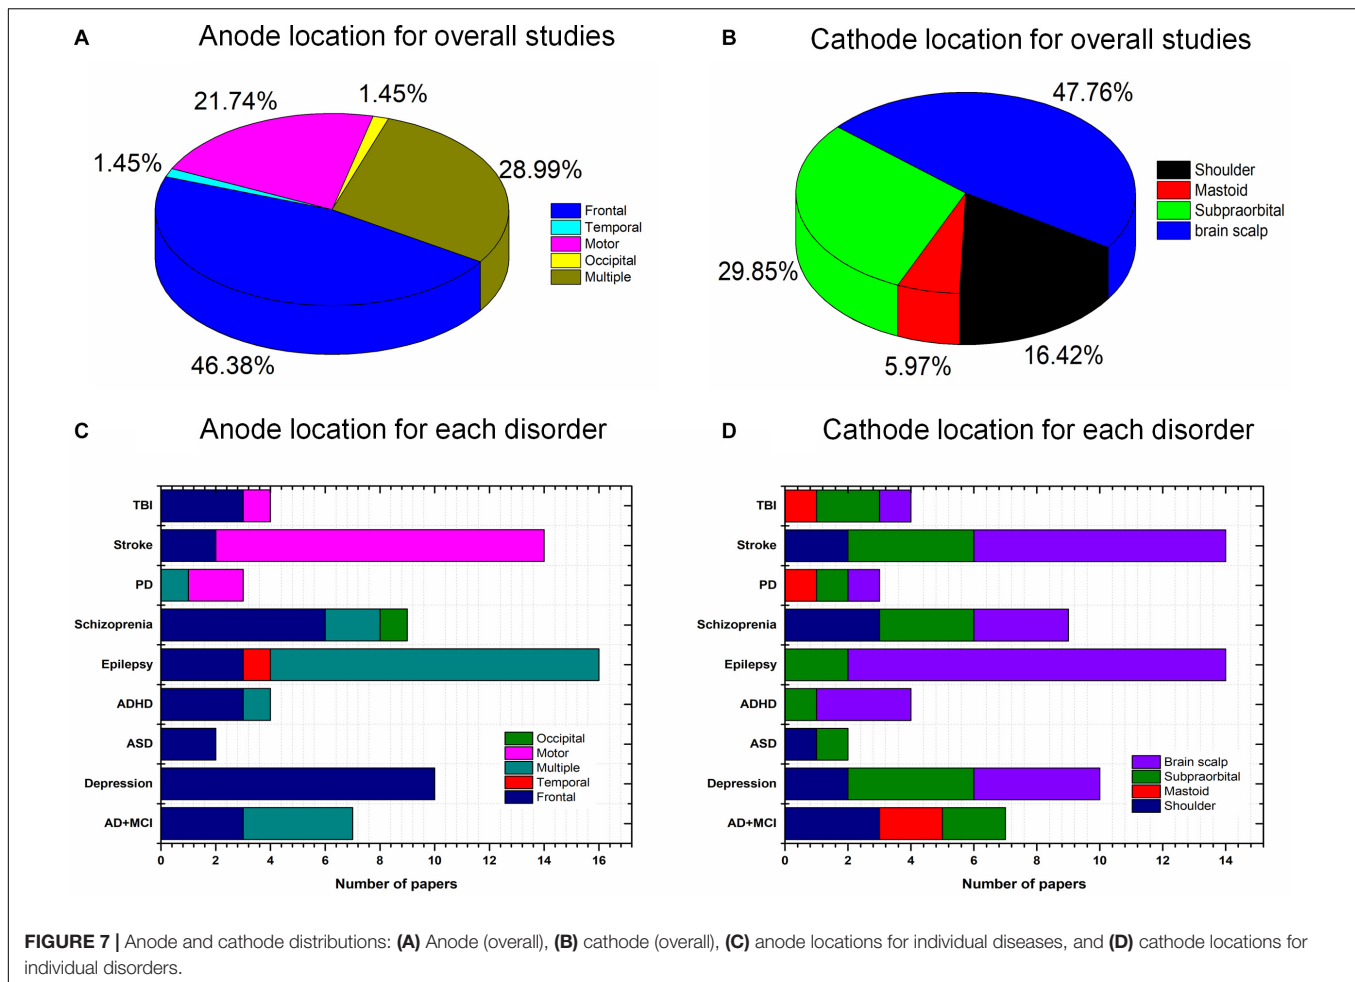 A
Anode location for overall studies
21.74%
1.45%
1.45%
28.99%
46.38%
Frontal
Temporal
Motor
Occipital
Multiple
B
Cathode location for overall studies
47.76%
29.85%
5.97%
16.42%
Shoulder
Mastoid
Subpraorbital
brain scalp
C
Anode location for each disorder
TBI
Stroke
PD
Schizoprenia
Epilepsy
ADHD
ASD
Depression
AD+MCI
Occipital
Motor
Multiple
Temporal
Frontal
0 2 4 6 8 10 12 14 16
Number of papers
D
Cathode location for each disorder
TBI
Stroke
PD
Schizoprenia
Epilepsy
ADHD
ASD
Depression
AD+MCI
Brain scalp
Subpraorbital
Mastoid
Shoulder
0 2 4 6 8 10 12 14
Number of papers
FIGURE 7 | Anode and cathode distributions: (A) Anode (overall), (B) cathode (overall), (C) anode locations for individual diseases, and (D) cathode locations for
individual disorders.